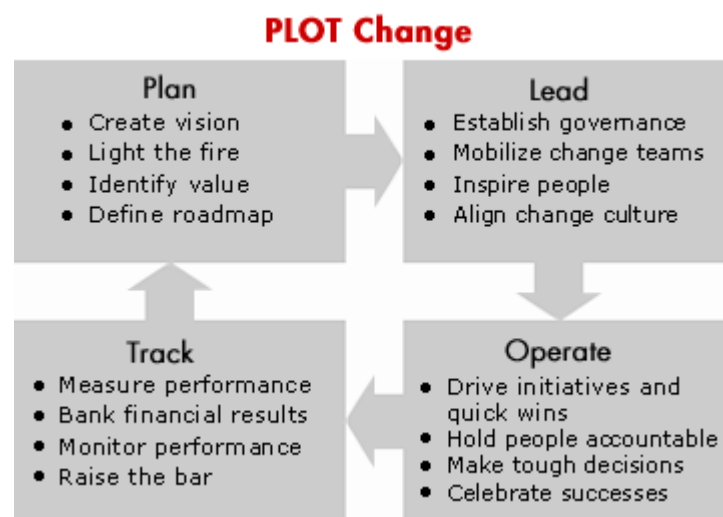 PLOT Change
Plan
• Create vision
• Light the fire
• Identify value
• Define roadmap
Lead
• Establish governance
• Mobilize change teams
• Inspire people
• Align change culture
Track
• Measure performance
• Bank financial results
• Monitor performance
• Raise the bar
Operate
• Drive initiatives and
quick wins
• Hold people accountable
• Make tough decisions
• Celebrate successes